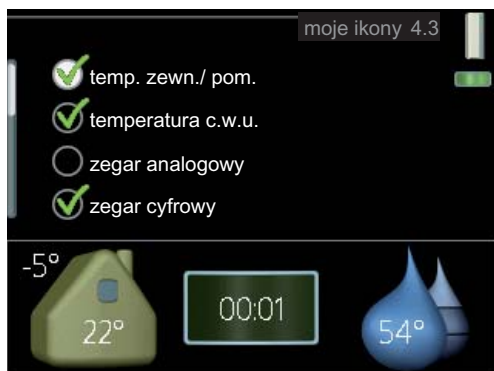 moje ikony 4.3
temp. zewn./ pom.
temperatura c.w.u.
zegar analogowy
zegar cyfrowy
-5°
22°
00:01
54°